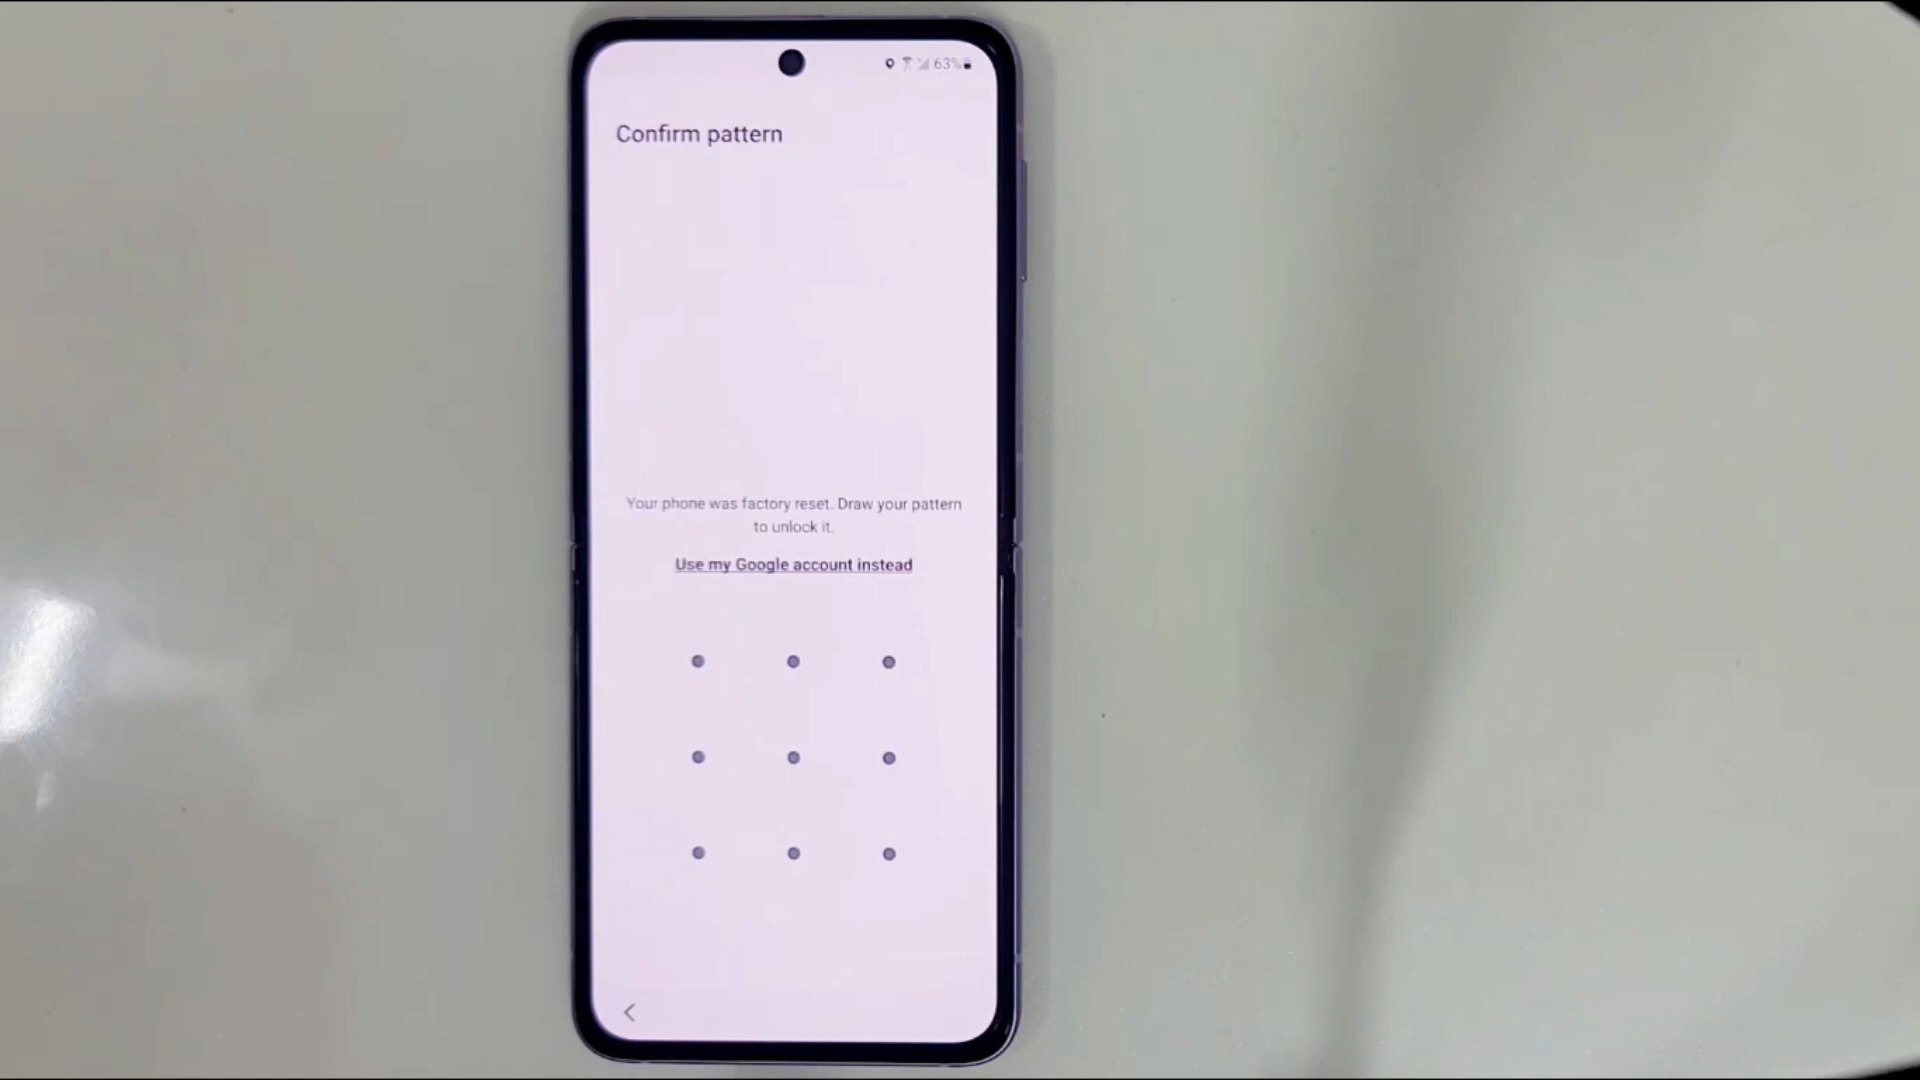 63%
Confirm pattern
Your phone was factory reset. Draw your pattern
to unlock it.
Use my Google account instead